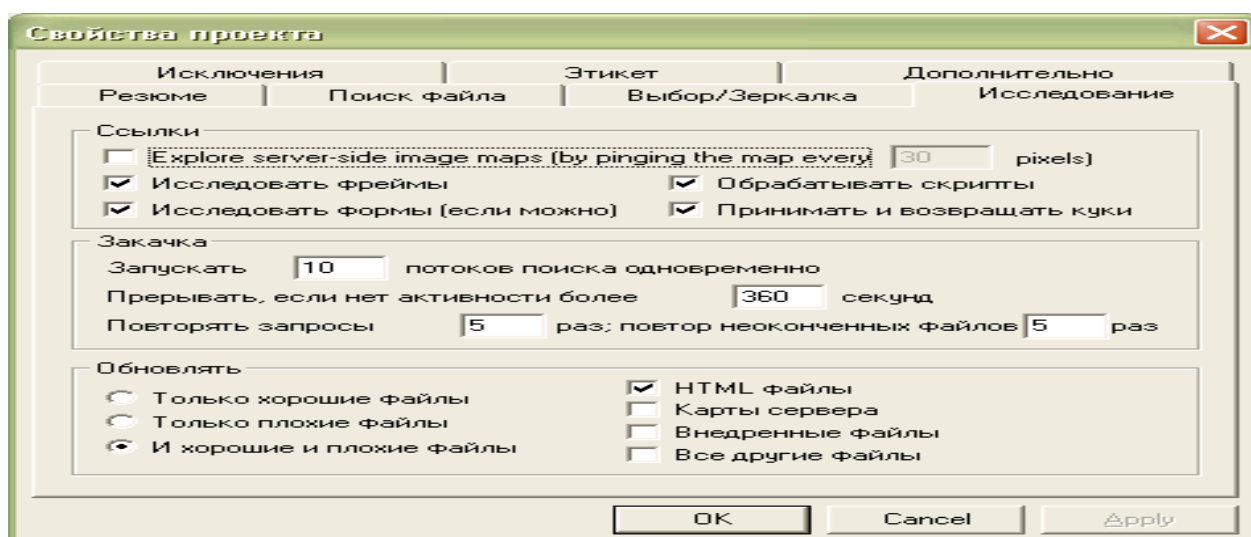 Свойства проекта
Исключения Этикет Дополнительно
Резюме Поиск файла Выбор/Зеркалка Исследование
Ссылки
Explore server-side image maps (by pinging the map every 30 pixels)
Исследовать фреймы Обрабатывать скрипты
Исследовать формы (если можно) Принимать и возвращать куки
Закачка
Запускать 10 потоков поиска одновременно
Прерывать, если нет активности более 360 секунд
Повторять запросы 5 раз; повтор неоконченных файлов 5 раз
Обновлять
Только хорошие файлы
Только плохие файлы
И хорошие и плохие файлы
HTML файлы
Карты сервера
Внедренные файлы
Все другие файлы
OK Cancel Apply